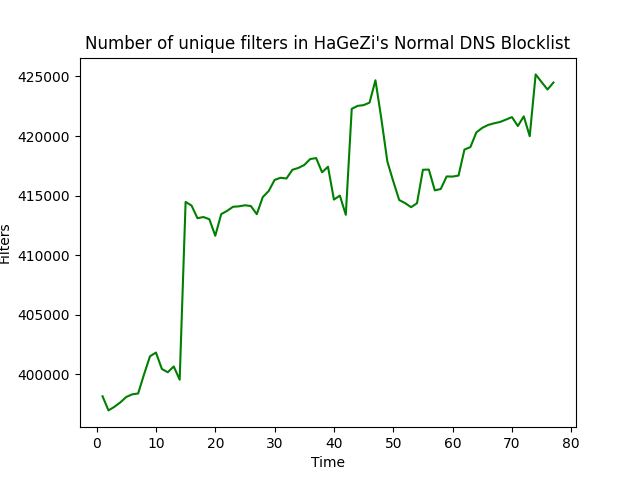 Number of unique filters in HaGeZi's Normal DNS Blocklist
425000
420000
415000
410000
405000
400000
Filters
0 10 20 30 40 50 60 70 80
Time